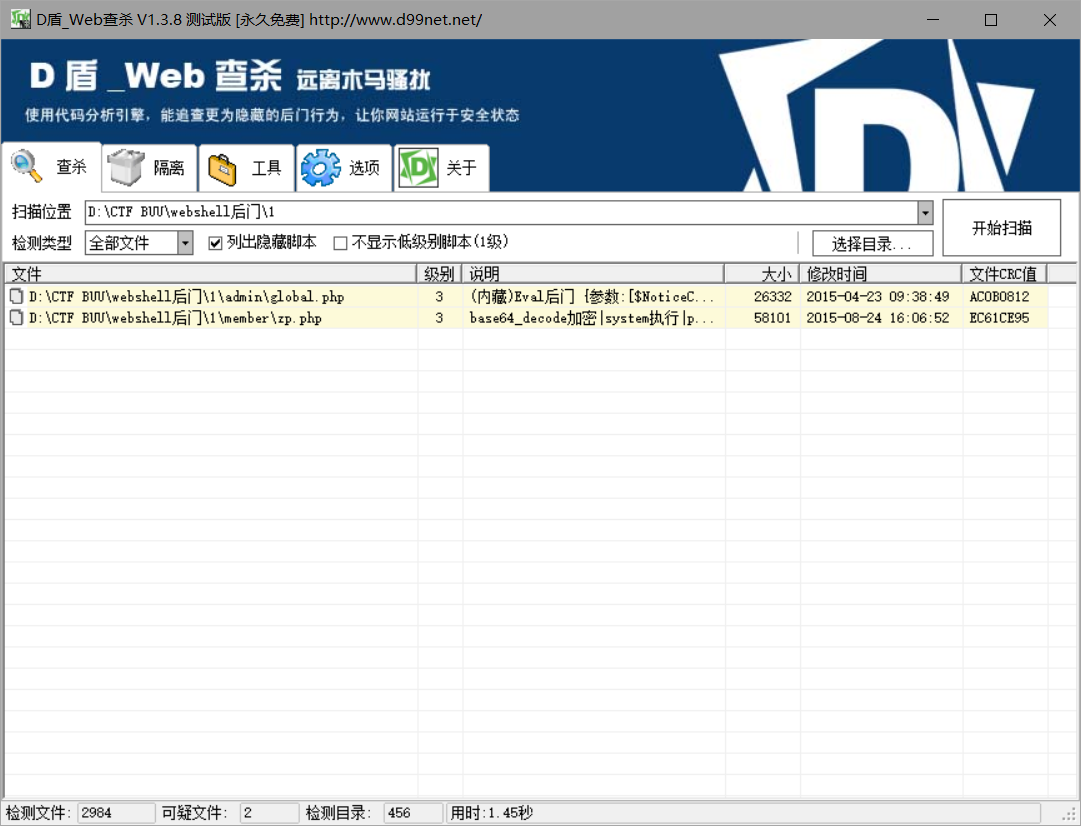 D盾_Web查杀 V1.3.8 测试版 [永久免费] http://www.d99net.net/
D 盾 _Web 查杀 远离木马骚扰
使用代码分析引擎，能追查更为隐藏的后门行为，让你网站运行于安全状态
查杀 隔离 工具 选项 关于
扫描位置 D:\CTF BUU\webshell后门\1 开始扫描
检测类型 全部文件 列出隐藏脚本 不显示低级别脚本(1级) 选择目录...
文件 级别 说明 大小 修改时间 文件CRC值
D:\CTF BUU\webshell后门\1\admin\global.php 3 (内藏)Eval后门 {参数:[$NoticeC... 26332 2015-04-23 09:38:49 AC0B0812
D:\CTF BUU\webshell后门\1\member\zp.php 3 base64_decode加密|system执行|p... 58101 2015-08-24 16:06:52 EC61CE95
检测文件: 2984 可疑文件: 2 检测目录: 456 用时:1.45秒